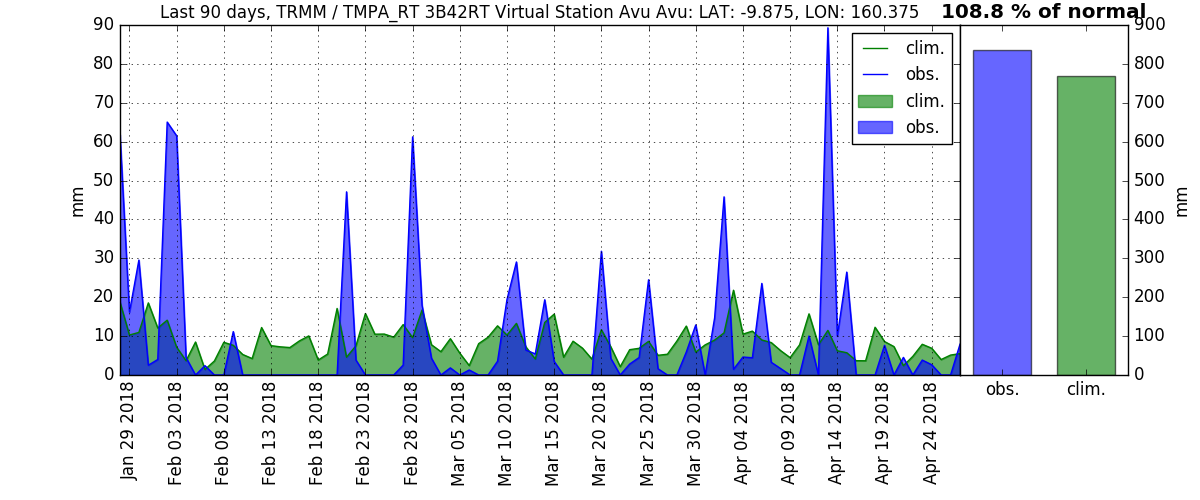 Last 90 days, TRMM / TMPA_RT 3B42RT Virtual Station Avu Avu: LAT: -9.875, LON: 160.375
108.8 % of normal
90
80
70
60
50
40
30
20
10
0
mm
clim.
obs.
clim.
obs.
900
800
700
600
500
400
300
200
100
0
mm
Jan 29 2018
Feb 03 2018
Feb 08 2018
Feb 13 2018
Feb 18 2018
Feb 23 2018
Feb 28 2018
Mar 05 2018
Mar 10 2018
Mar 15 2018
Mar 20 2018
Mar 25 2018
Mar 30 2018
Apr 04 2018
Apr 09 2018
Apr 14 2018
Apr 19 2018
Apr 24 2018
obs.
clim.